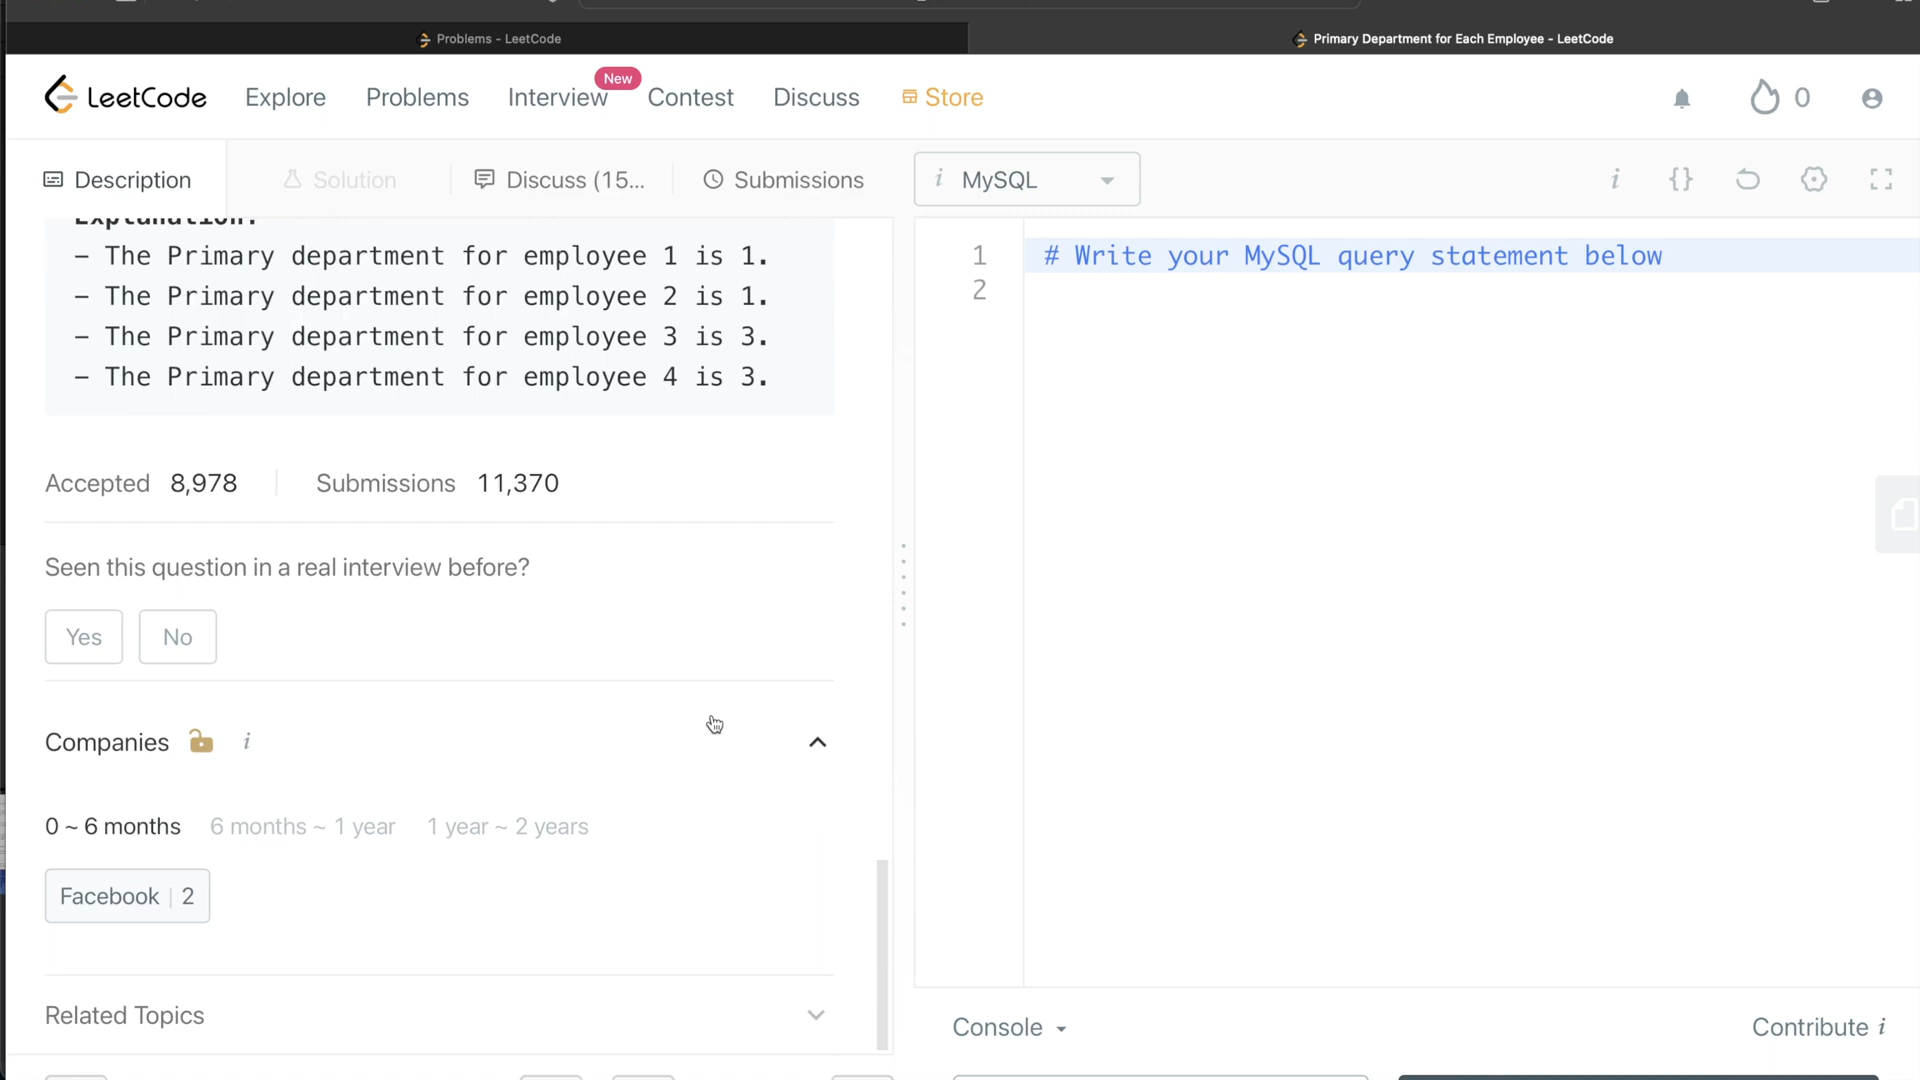 Problems - LeetCode
Primary Department for Each Employee - LeetCode
LeetCode
Explore
Problems
Interview
New
Contest
Discuss
Store
0
Description
Solution
Discuss (15...
Submissions
i
MySQL
i
{}
Explanation:
- The Primary department for employee 1 is 1.
- The Primary department for employee 2 is 1.
- The Primary department for employee 3 is 3.
- The Primary department for employee 4 is 3.
1
# Write your MySQL query statement below
2
Accepted 8,978
Submissions 11,370
Seen this question in a real interview before?
Yes
No
Companies
i
0 ~ 6 months
6 months ~ 1 year
1 year ~ 2 years
Facebook | 2
Related Topics
Console
Contribute i